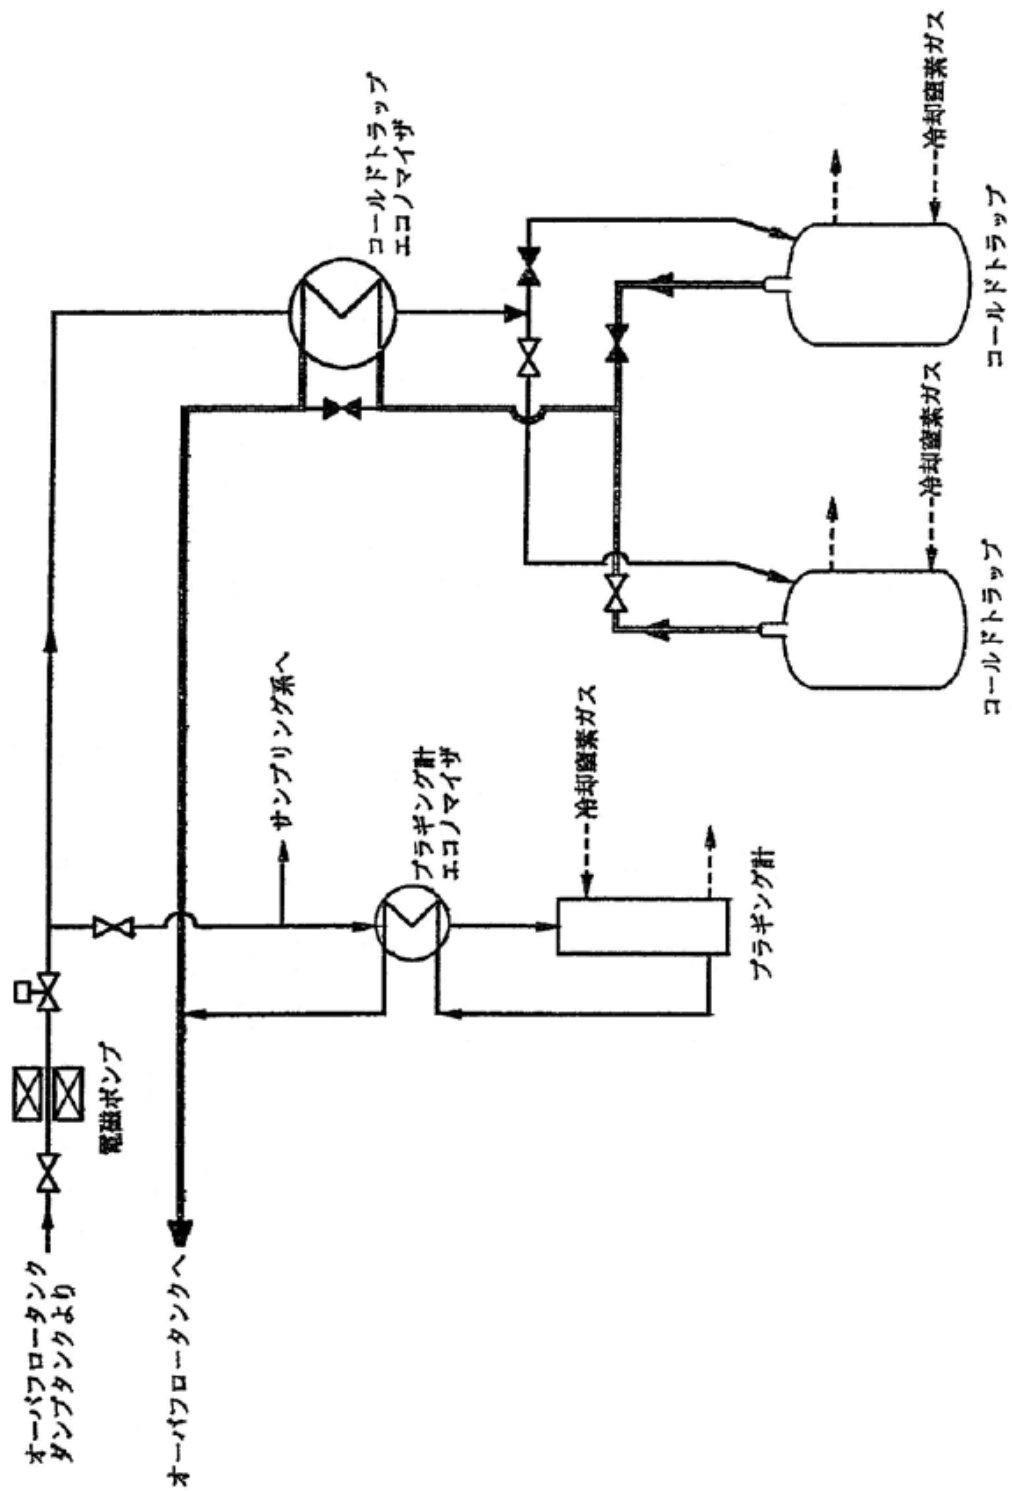 オーバフロータンク
ダンプタンクより
オーバフロータンクへ
電磁ポンプ
サンプリング系へ
プラギング計
エコノマイザ
冷却窒素ガス
プラギング計
コールドトラップ
エコノマイザ
冷却窒素ガス
コールドトラップ
冷却窒素ガス
コールドトラップ